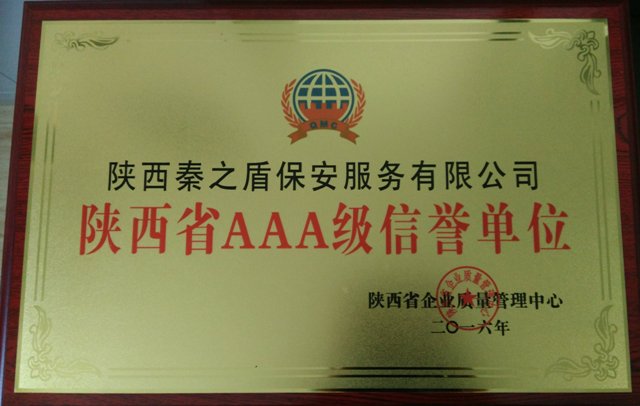 QMC
陕西秦之盾保安服务有限公司
陕西省AAA级信誉单位
陕西省企业质量管理中心
二〇一六年